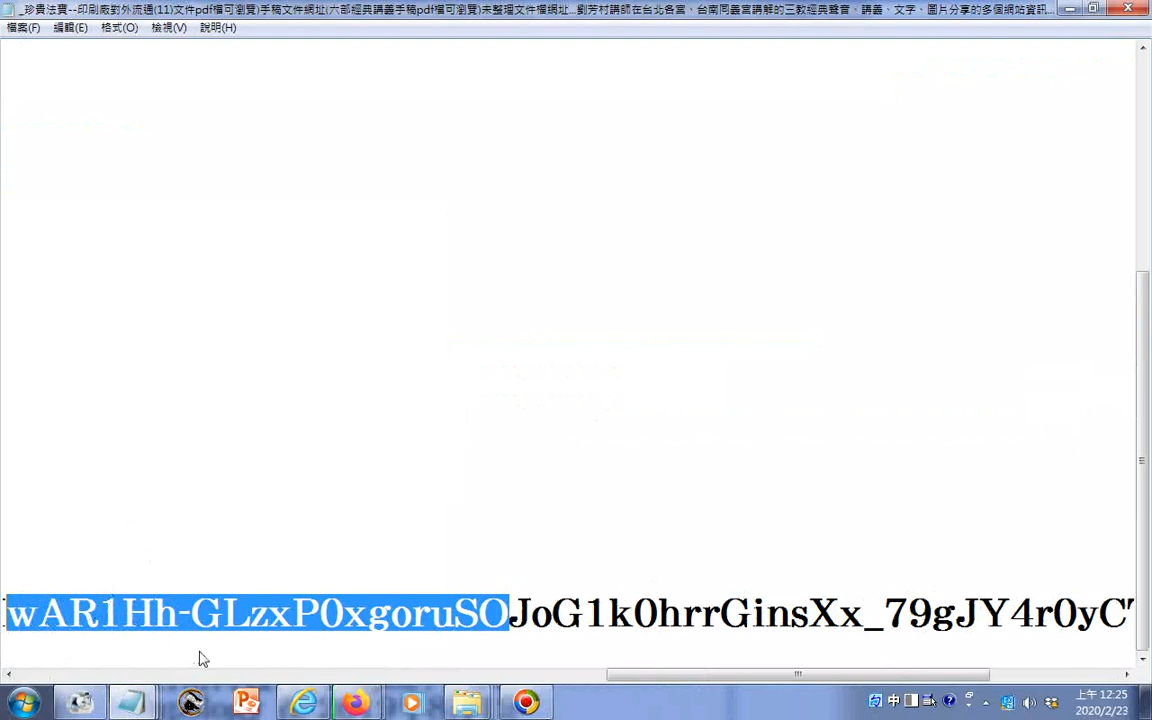 _珍貴法寶--印刷廠對外流通(11)文件pdf檔可瀏覽)手稿文件網址(六部經典講義手稿pdf檔可瀏覽)未整理文件檔網址...劉芳村講師在台北各宮、台南同義宮講解的三教經典聲音、講義、文字、圖片分享的多個網站資訊...
檔案(F) 編輯(E) 格式(O) 檢視(V) 說明(H)
wAR1Hh-GLzxP0xgoruSOJoG1k0hrrGinsXx_79gJY4r0yC
中
上午 12:25
2020/2/23